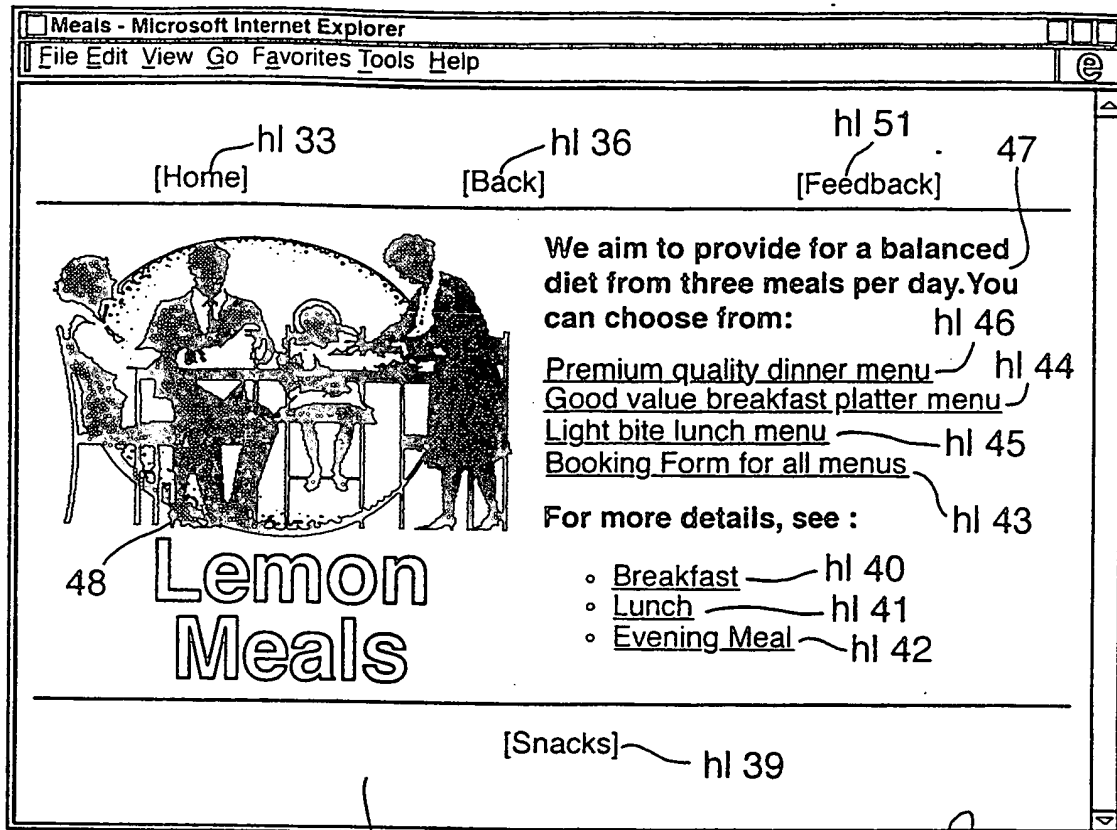 Meals - Microsoft Internet Explorer
File Edit View Go Favorites Tools Help
e
hl 33
hl 36
hl 51
47
[Home]
[Back]
[Feedback]
We aim to provide for a balanced
diet from three meals per day.You
can choose from:
hl 46
Premium quality dinner menu
hl 44
Good value breakfast platter menu
Light bite lunch menu
hl 45
Booking Form for all menus
hl 43
For more details, see :
Breakfast
hl 40
Lunch
hl 41
Evening Meal
hl 42
48
Lemon
Meals
[Snacks]
hl 39